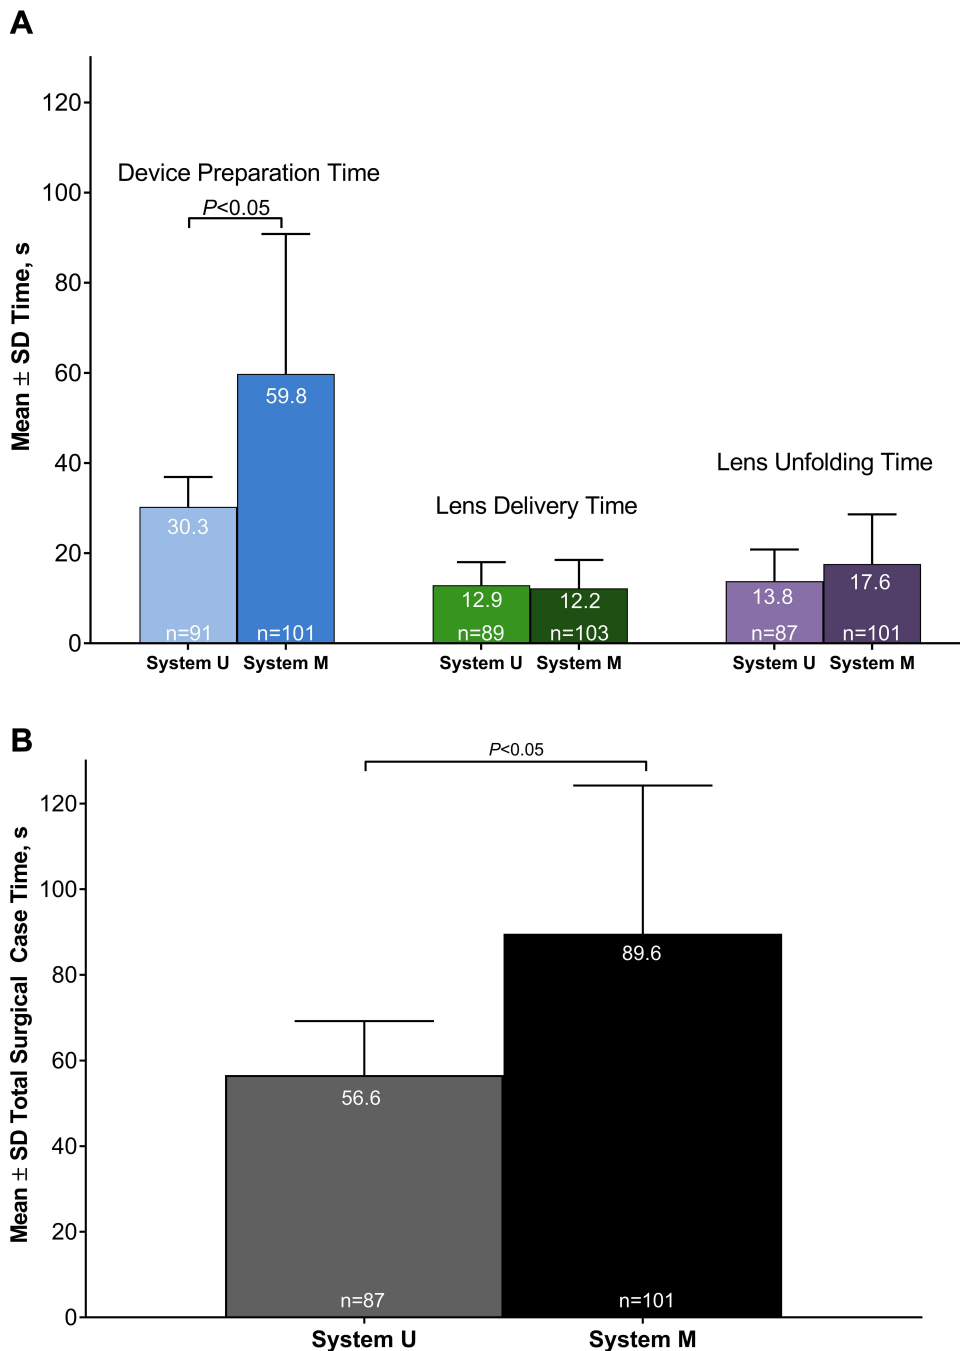 A
Mean ± SD Time, s
120
100
80
60
40
20
0
Device Preparation Time
P<0.05
59.8
30.3
n=91
n=101
Lens Delivery Time
12.9
12.2
n=89
n=103
Lens Unfolding Time
13.8
17.6
n=87
n=101
System U
System M
System U
System M
System U
System M
B
Mean ± SD Total Surgical Case Time, s
120
100
80
60
40
20
0
P<0.05
89.6
56.6
n=87
n=101
System U
System M